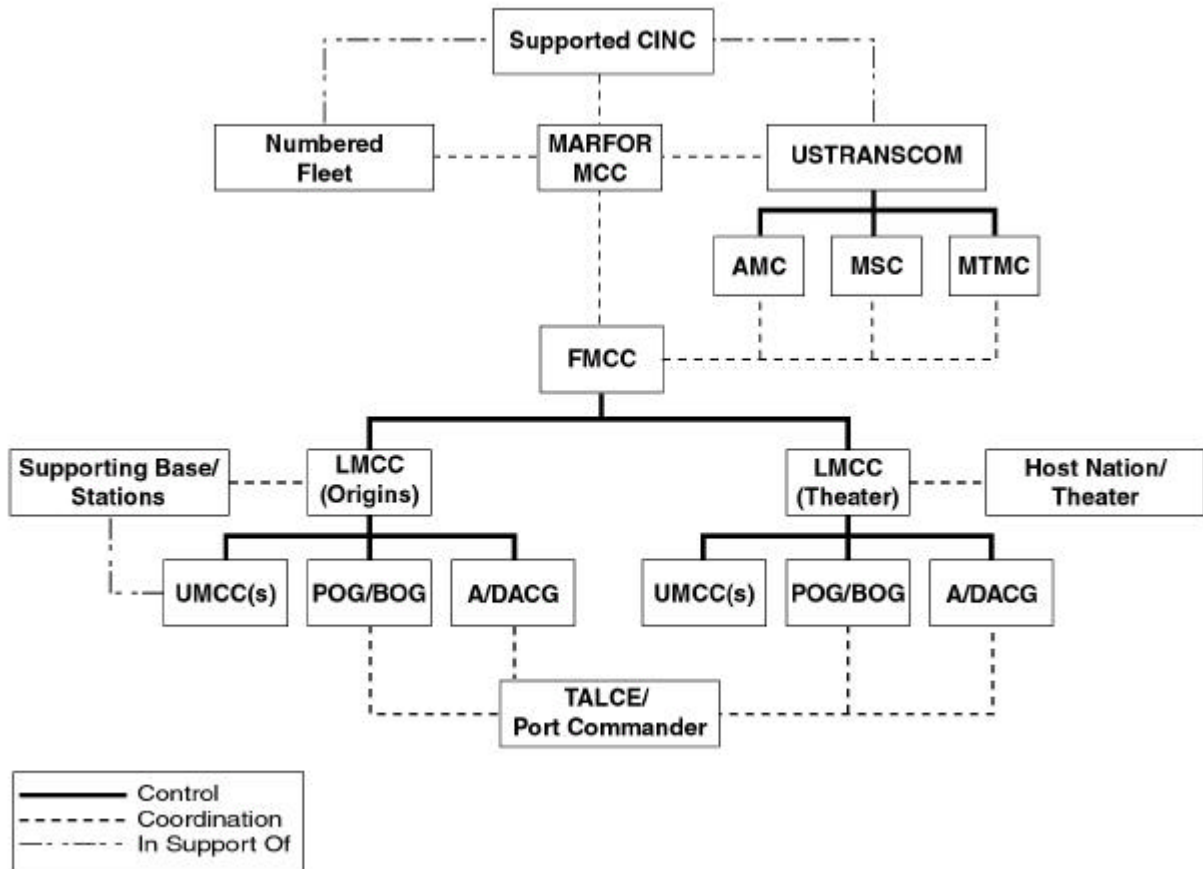 Supported CINC
Numbered
Fleet
MARFOR
MCC
USTRANSCOM
AMC
MSC
MTMC
FMCC
Supporting Base/
Stations
LMCC
(Origins)
LMCC
(Theater)
Host Nation/
Theater
UMCC(s)
POG/BOG
A/DACG
UMCC(s)
POG/BOG
A/DACG
TALCE/
Port Commander
Control
Coordination
In Support Of